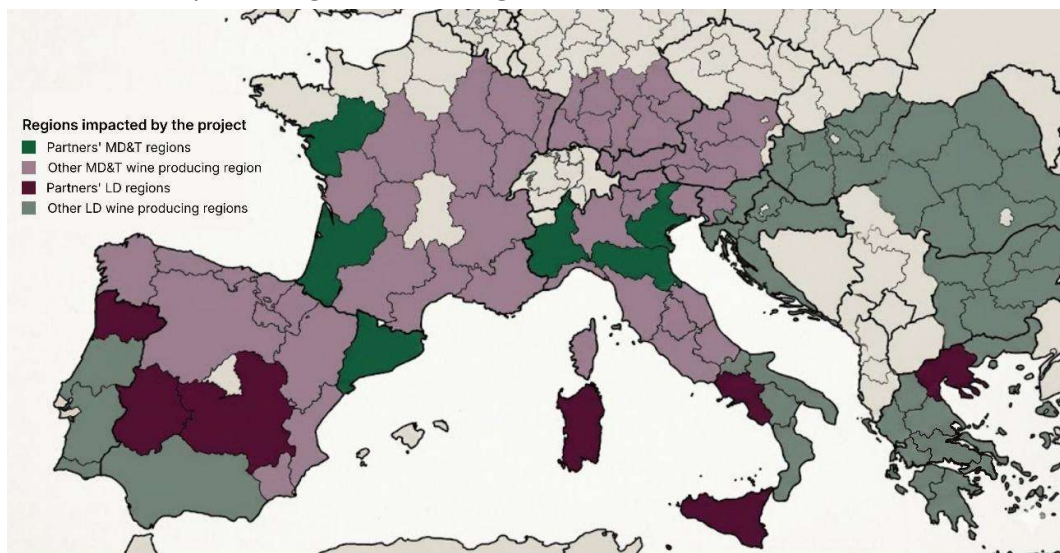 Regions impacted by the project
Partners' MD&T regions
Other MD&T wine producing region
Partners' LD regions
Other LD wine producing regions